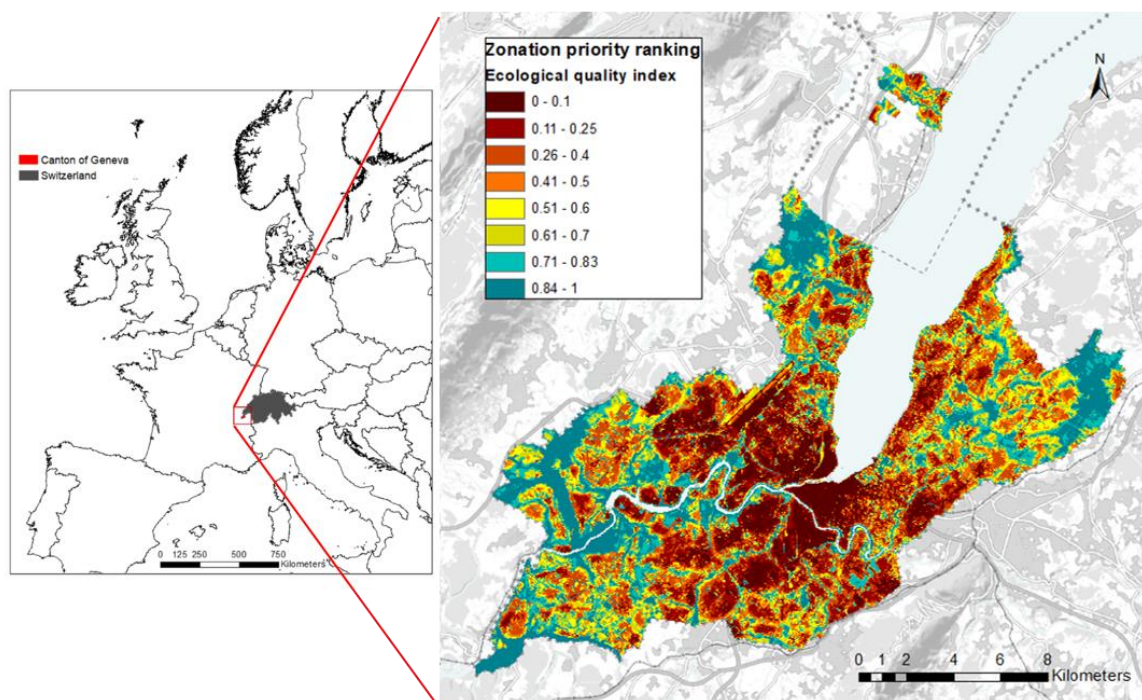 Canton of Geneva
Switzerland
0 125 250 500 750
Kilometers
Zonation priority ranking
Ecological quality index
0 - 0.1
0.11 - 0.25
0.26 - 0.4
0.41 - 0.5
0.51 - 0.6
0.61 - 0.7
0.71 - 0.83
0.84 - 1
N
0 1 2 4 6 8
Kilometers